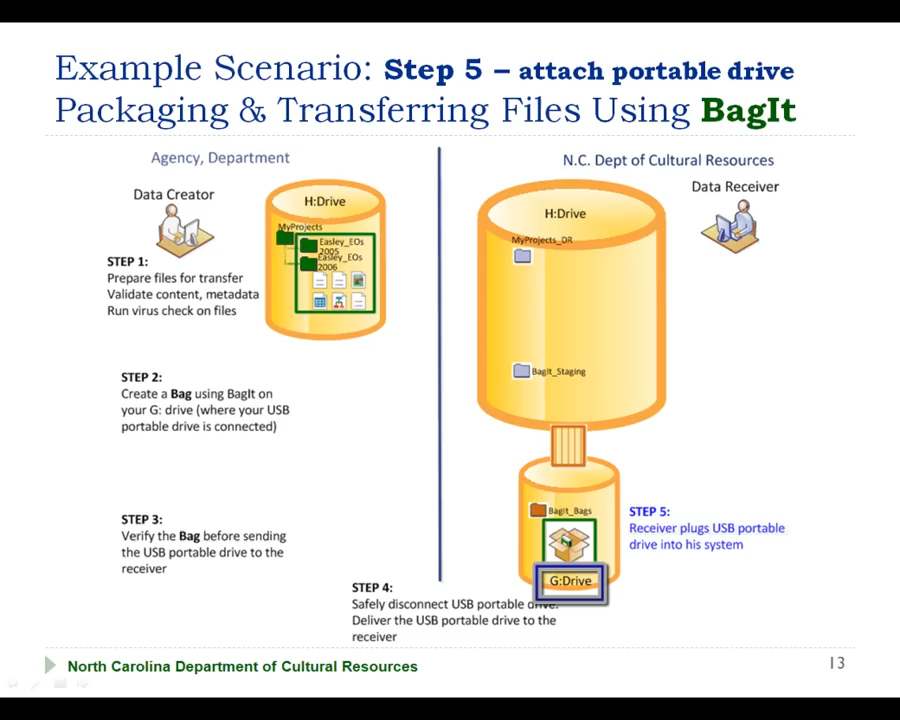 Example Scenario: Step 5 – attach portable drive
Packaging & Transferring Files Using BagIt
Agency, Department
Data Creator
H:Drive
MyProjects
Easley_EOs
2005
Easley_EOs
2006
STEP 1:
Prepare files for transfer
Validate content, metadata
Run virus check on files
STEP 2:
Create a Bag using BagIt on
your G: drive (where your USB
portable drive is connected)
STEP 3:
Verify the Bag before sending
the USB portable drive to the
receiver
STEP 4:
Safely disconnect USB portable drive.
Deliver the USB portable drive to the
receiver
N.C. Dept of Cultural Resources
Data Receiver
H:Drive
MyProjects_DR
BagIt_Staging
BagIt_Bags
G:Drive
STEP 5:
Receiver plugs USB portable
drive into his system
North Carolina Department of Cultural Resources
13